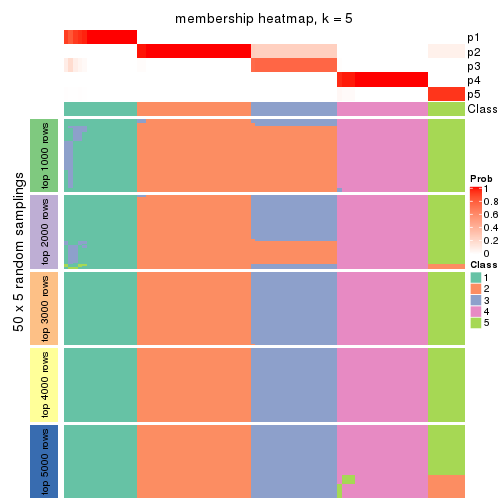 membership heatmap, k = 5
p1
p2
p3
p4
p5
Class
50 x 5 random samplings
top 1000 rows
top 2000 rows
top 3000 rows
top 4000 rows
top 5000 rows
Prob
1
0.8
0.6
0.4
0.2
0
Class
1
2
3
4
5